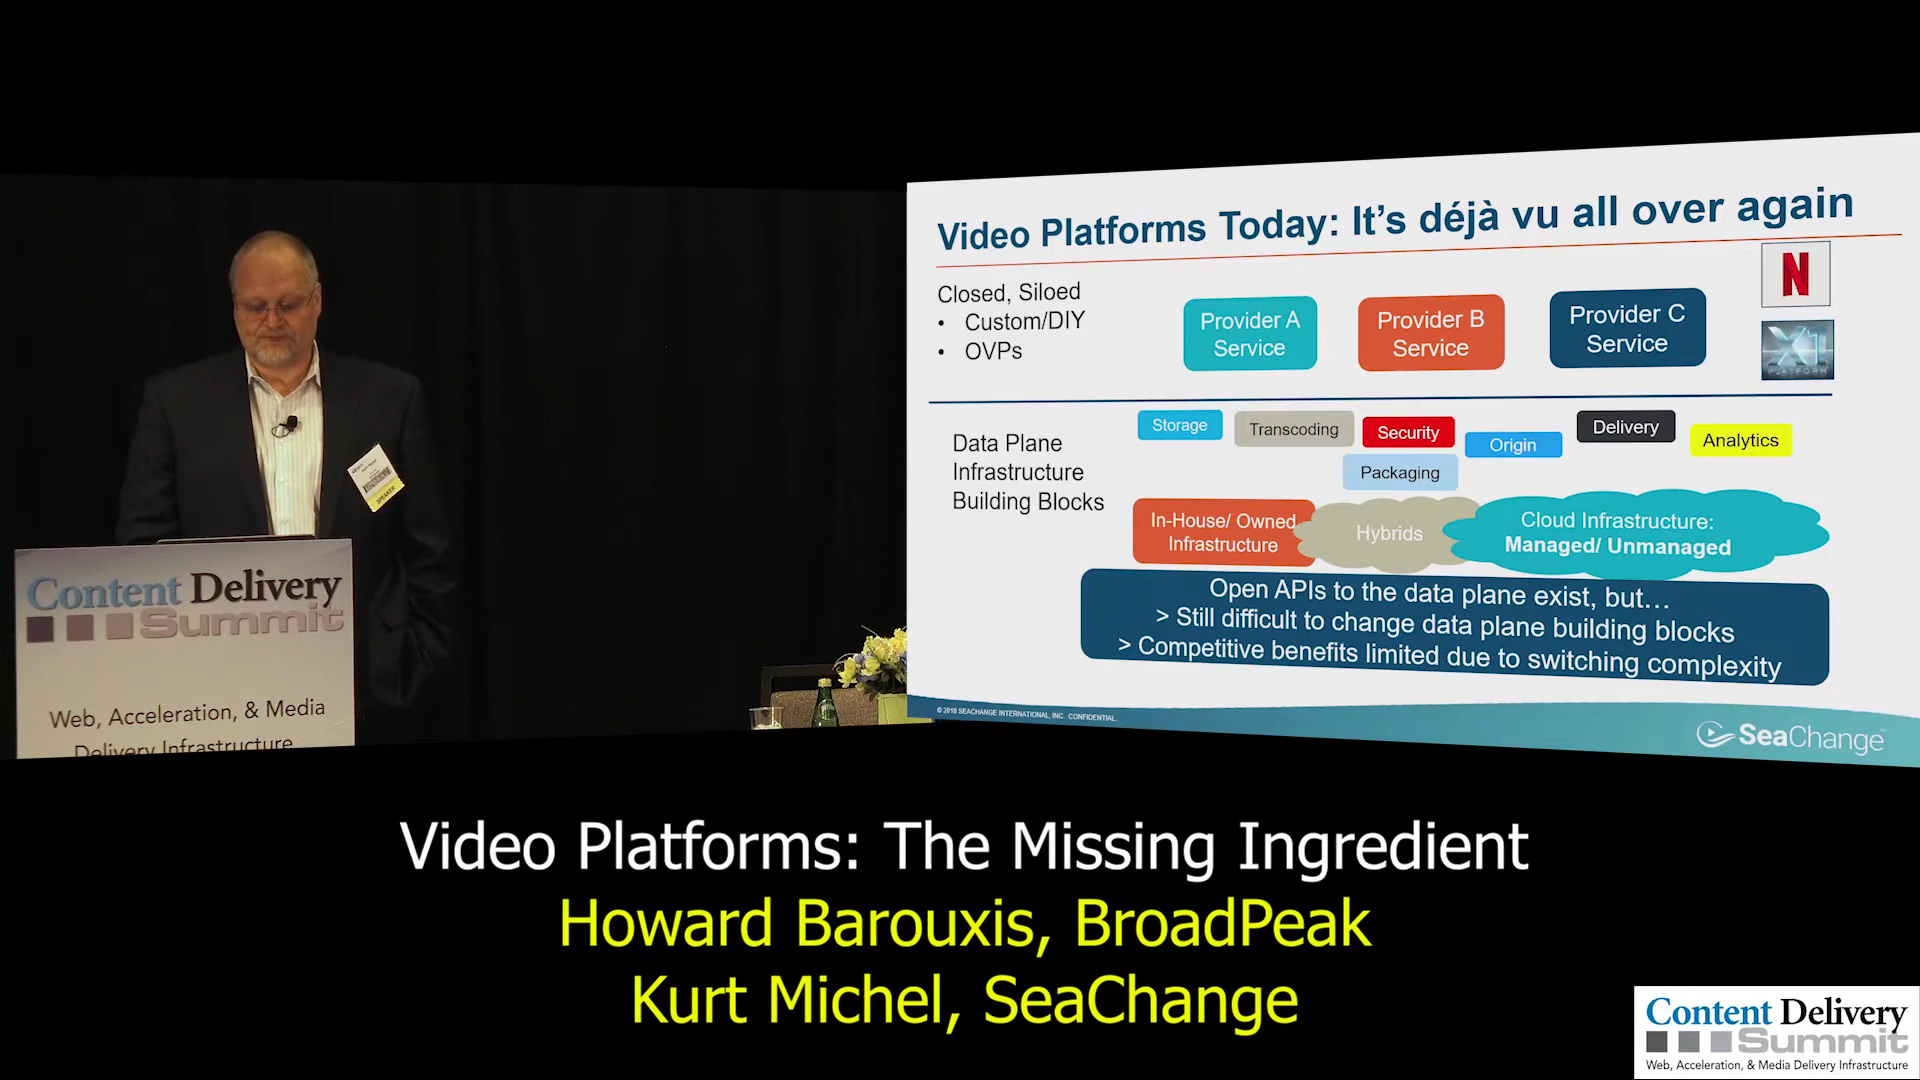 Video Platforms Today: It's déjà vu all over again
Closed, Siloed
• Custom/DIY
• OVPs
Provider A
Service
Provider B
Service
Provider C
Service
N
X1
PLATFORM
Data Plane
Infrastructure
Building Blocks
Storage
Transcoding
Security
Packaging
Origin
Delivery
Analytics
In-House/ Owned
Infrastructure
Hybrids
Cloud Infrastructure:
Managed/ Unmanaged
Open APIs to the data plane exist, but…
> Still difficult to change data plane building blocks
> Competitive benefits limited due to switching complexity
© 2018 SEACHANGE INTERNATIONAL, INC. CONFIDENTIAL.
SeaChange™
SPEAKER
Content Delivery
Summit
Web, Acceleration, & Media
Delivery Infrastructure
Video Platforms: The Missing Ingredient
Howard Barouxis, BroadPeak
Kurt Michel, SeaChange
Content Delivery
Summit
Web, Acceleration, & Media Delivery Infrastructure